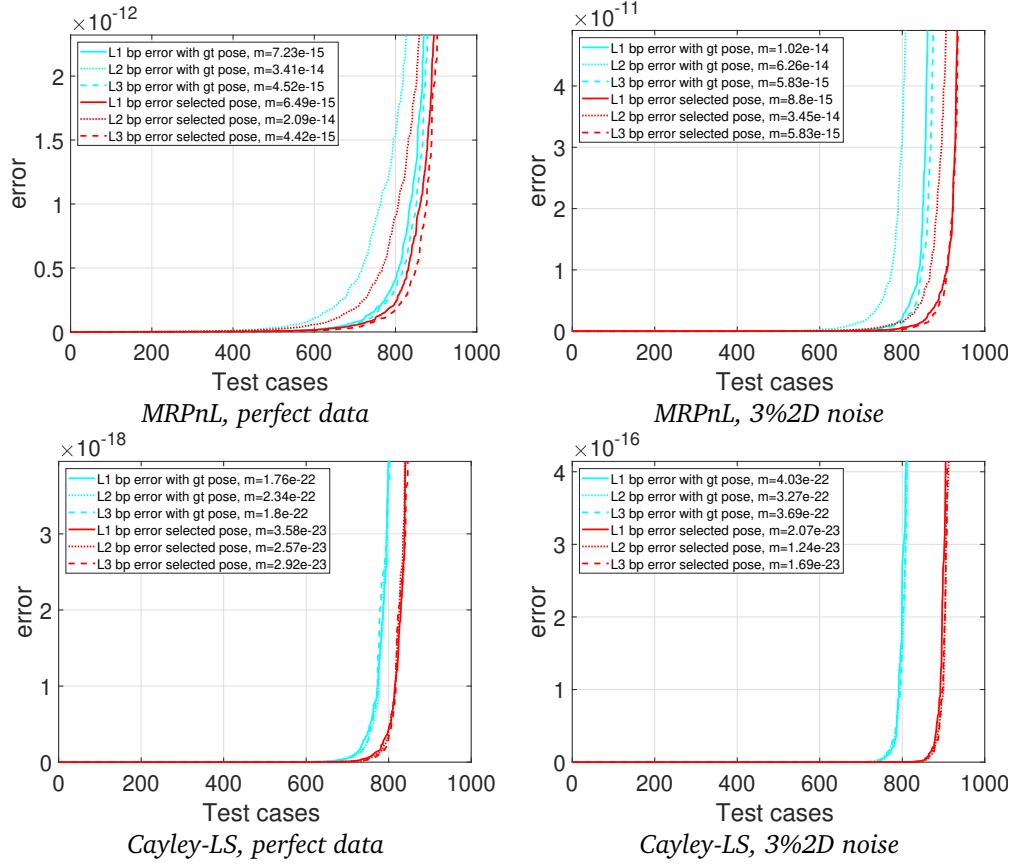 ×10-12
L1 bp error with gt pose, m=7.23e-15
L2 bp error with gt pose, m=3.41e-14
L3 bp error with gt pose, m=4.52e-15
L1 bp error selected pose, m=6.49e-15
L2 bp error selected pose, m=2.09e-14
L3 bp error selected pose, m=4.42e-15
2
1
0.5
0
error
0 200 400 600 800 1000
Test cases
MRPnL, perfect data
×10-11
L1 bp error with gt pose, m=1.02e-14
L2 bp error with gt pose, m=6.26e-14
L3 bp error with gt pose, m=5.83e-15
L1 bp error selected pose, m=8.8e-15
L2 bp error selected pose, m=3.45e-14
L3 bp error selected pose, m=5.83e-15
4
3
2
1
0
error
0 200 400 600 800 1000
Test cases
MRPnL, 3%2D noise
×10-18
L1 bp error with gt pose, m=1.76e-22
L2 bp error with gt pose, m=2.34e-22
L3 bp error with gt pose, m=1.8e-22
L1 bp error selected pose, m=3.58e-23
L2 bp error selected pose, m=2.57e-23
L3 bp error selected pose, m=2.92e-23
3
2
1
0
error
0 200 400 600 800 1000
Test cases
Cayley-LS, perfect data
×10-16
L1 bp error with gt pose, m=4.03e-22
L2 bp error with gt pose, m=3.27e-22
L3 bp error with gt pose, m=3.69e-22
L1 bp error selected pose, m=2.07e-23
L2 bp error selected pose, m=1.24e-23
L3 bp error selected pose, m=1.69e-23
4
3
2
1
0
error
0 200 400 600 800 1000
Test cases
Cayley-LS, 3%2D noise